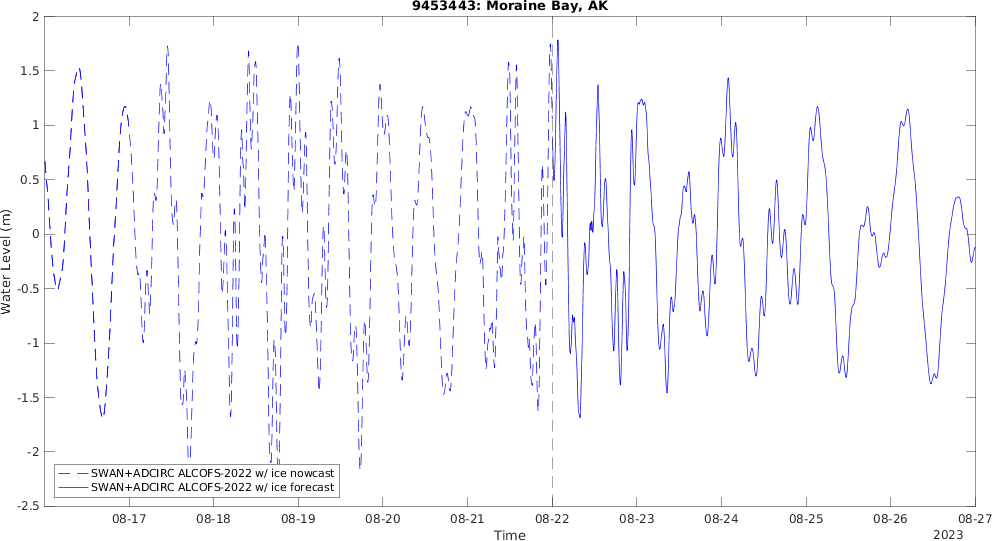 9453443: Moraine Bay, AK
2
1.5
1
0.5
0
-0.5
-1
-1.5
-2
-2.5
Water Level (m)
SWAN+ADCIRC ALCOFS-2022 w/ ice nowcast
SWAN+ADCIRC ALCOFS-2022 w/ ice forecast
08-17 08-18 08-19 08-20 08-21 08-22 08-23 08-24 08-25 08-26 08-27
Time
2023